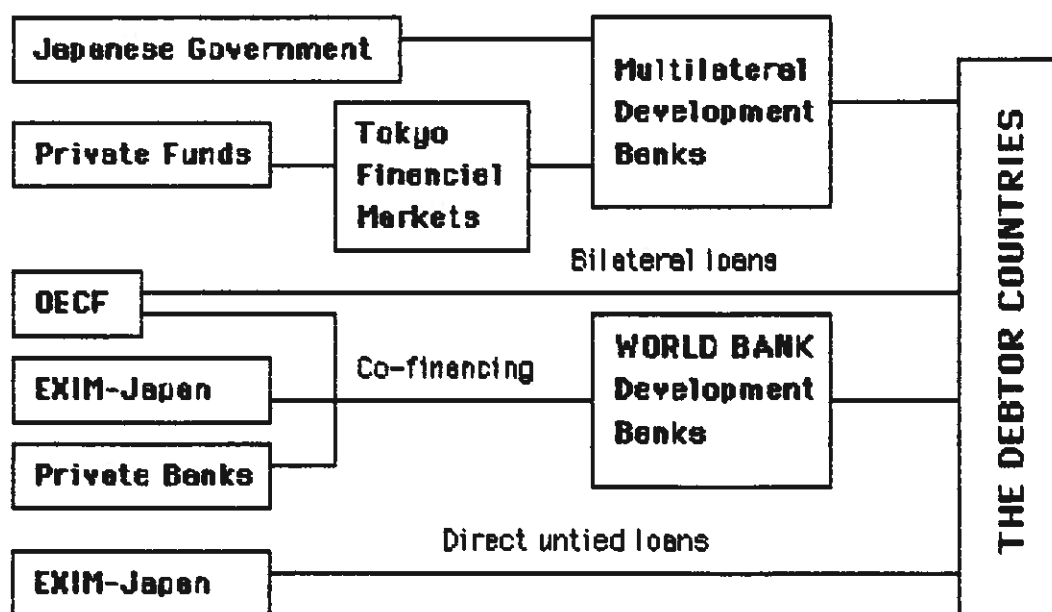 Japanese Government
Multilateral
Development
Banks
Private Funds
Tokyo
Financial
Markets
Bilateral loans
OECF
WORLD BANK
Development
Banks
Co-financing
EXIM-Japan
Private Banks
Direct untied loans
EXIM-Japan
THE DEBTOR COUNTRIES